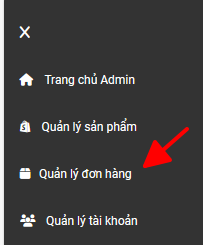 Trang chủ Admin
Quản lý sản phẩm
Quản lý đơn hàng
Quản lý tài khoản